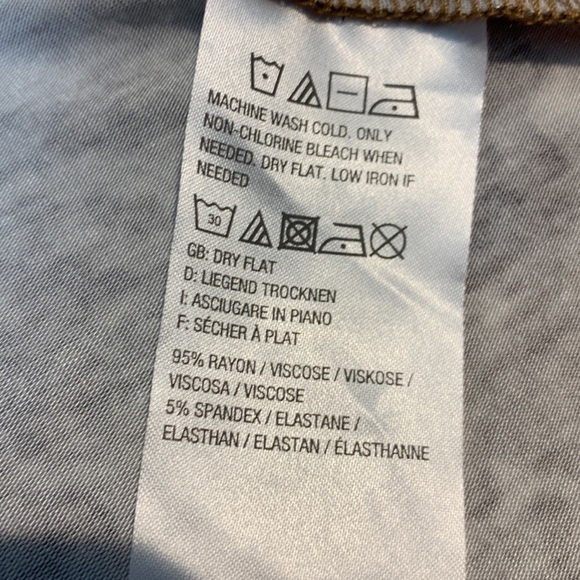 MACHINE WASH COLD. ONLY
NON-CHLORINE BLEACH WHEN
NEEDED. DRY FLAT. LOW IRON IF
NEEDED
30
GB: DRY FLAT
D: LIEGEND TROCKNEN
I: ASCIUGARE IN PIANO
F: SÉCHER À PLAT
95% RAYON / VISCOSE / VISKOSE /
VISCOSA / VISCOSE
5% SPANDEX / ELASTANE /
ELASTHAN / ELASTAN / ÉLASTHANNE